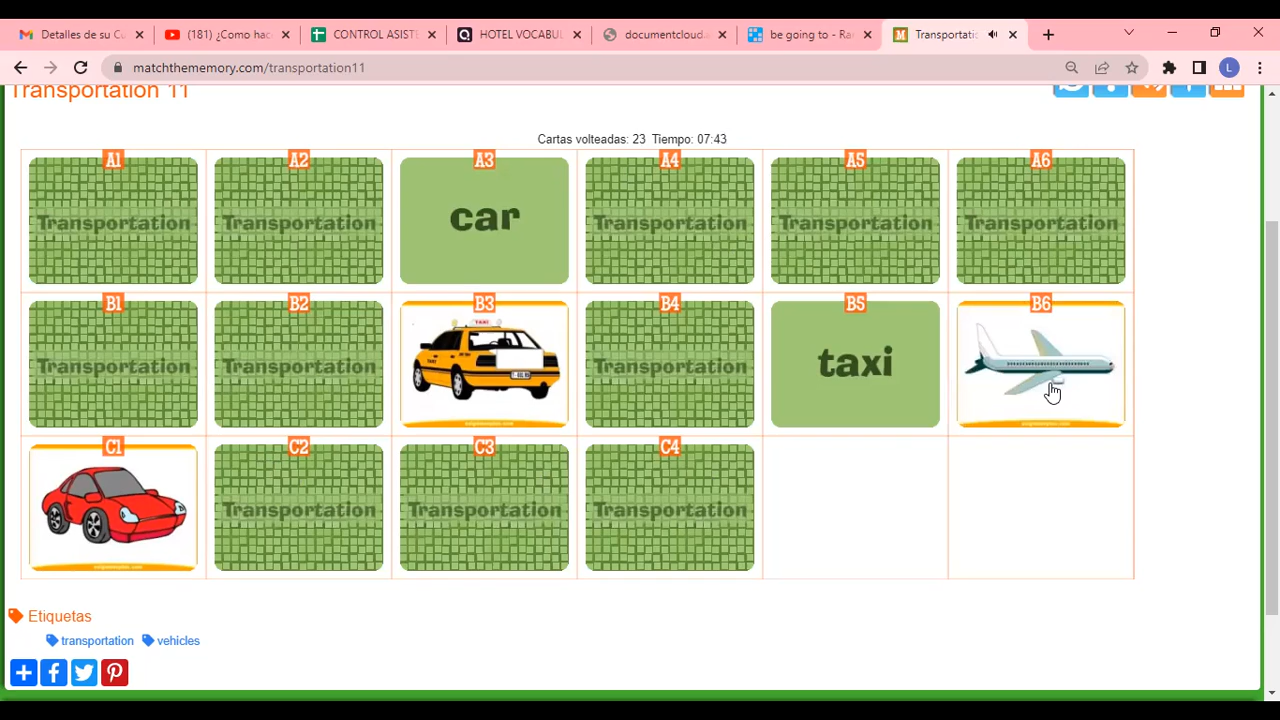 Detalles de su Cu
(181) ¿Como hac
CONTROL ASIST
HOTEL VOCABUL
documentcloud.a
be going to - Ra
Transportatio
matchthememory.com/transportation11
L
Transportation 11
Cartas volteadas: 23 Tiempo: 07:43
A1 A2 A3 A4 A5 A6
Transportation Transportation car Transportation Transportation Transportation
B1 B2 B3 B4 B5 B6
TAXI
Transportation Transportation Transportation taxi
C1 C2 C3 C4
Transportation Transportation Transportation
Etiquetas
transportation vehicles